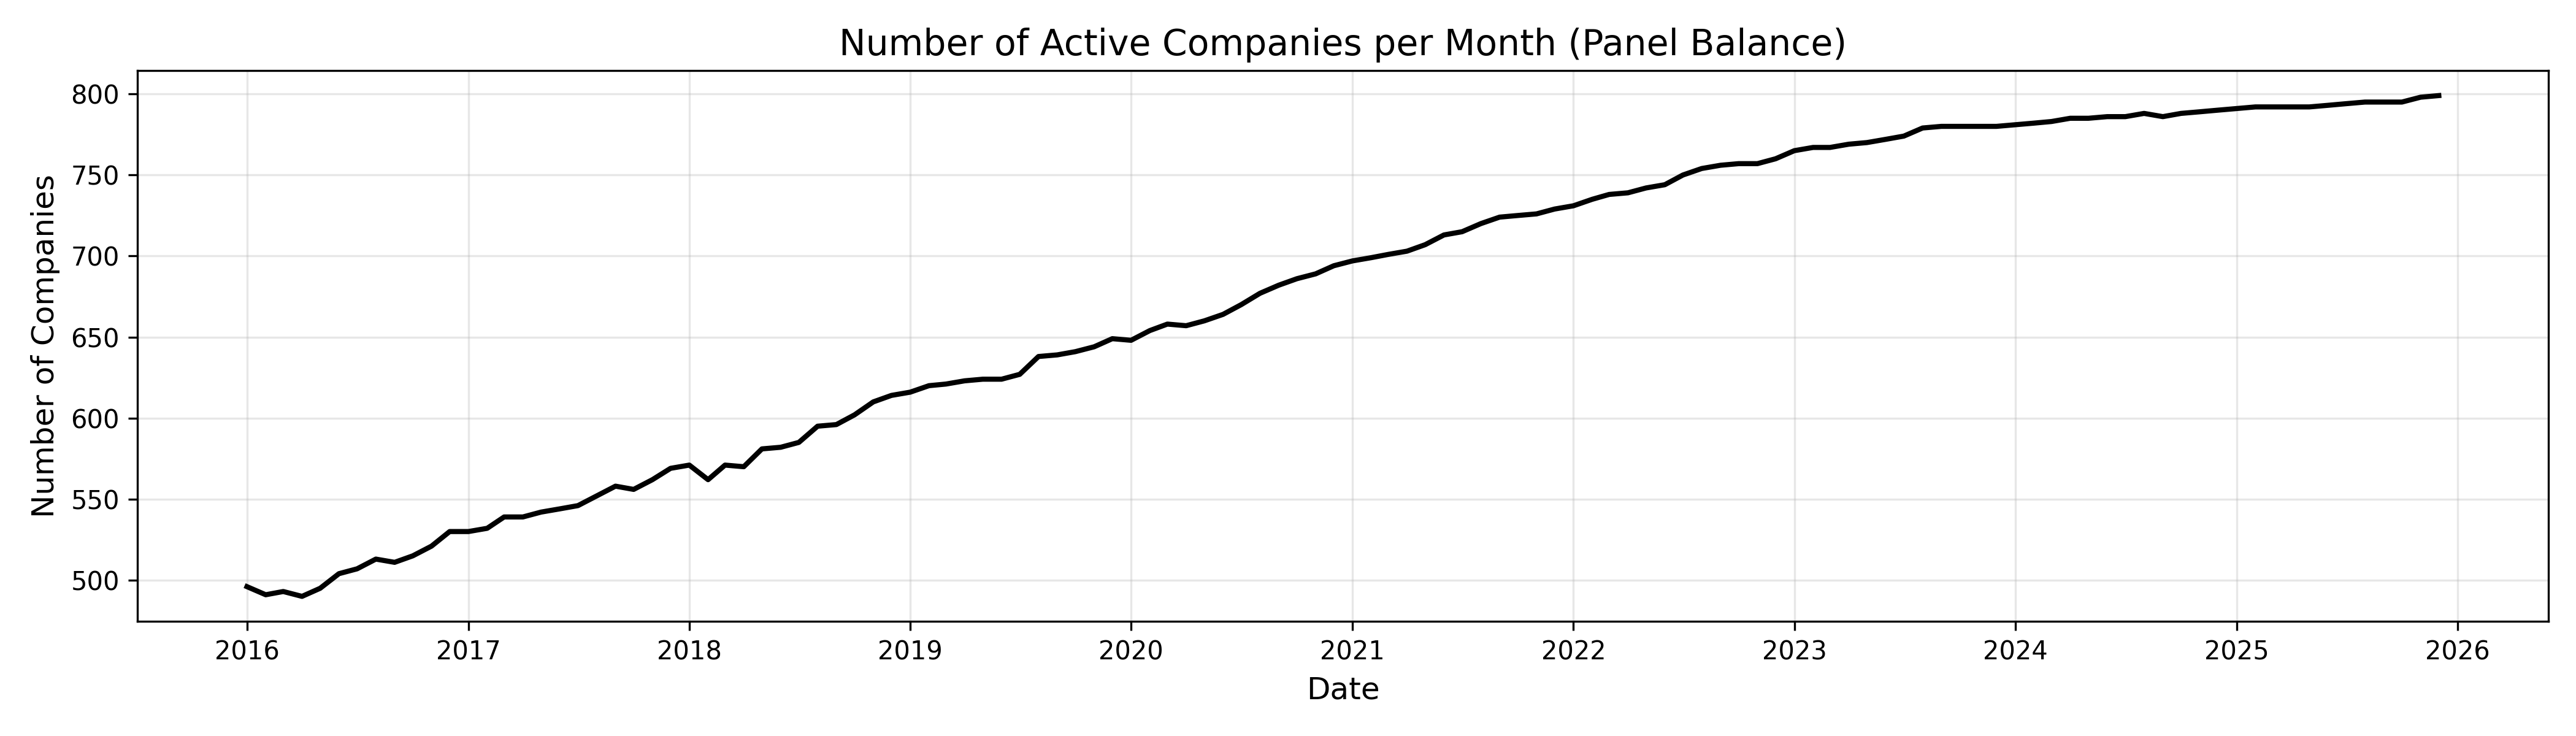 Number of Active Companies per Month (Panel Balance)
Number of Companies
800
750
700
650
600
550
500
2016 2017 2018 2019 2020 2021 2022 2023 2024 2025 2026
Date